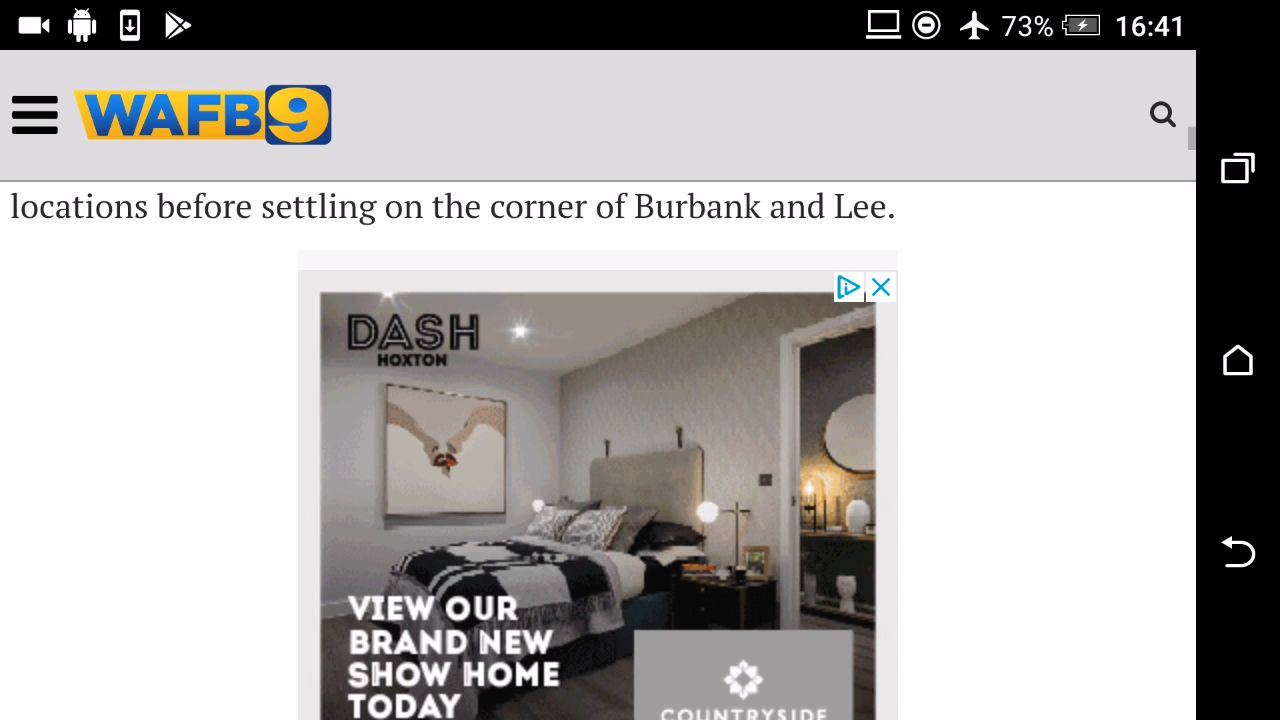 73% 16:41
WAFB9
locations before settling on the corner of Burbank and Lee.
DASH
HOXTON
VIEW OUR
BRAND NEW
SHOW HOME
TODAY
COUNTRYSIDE